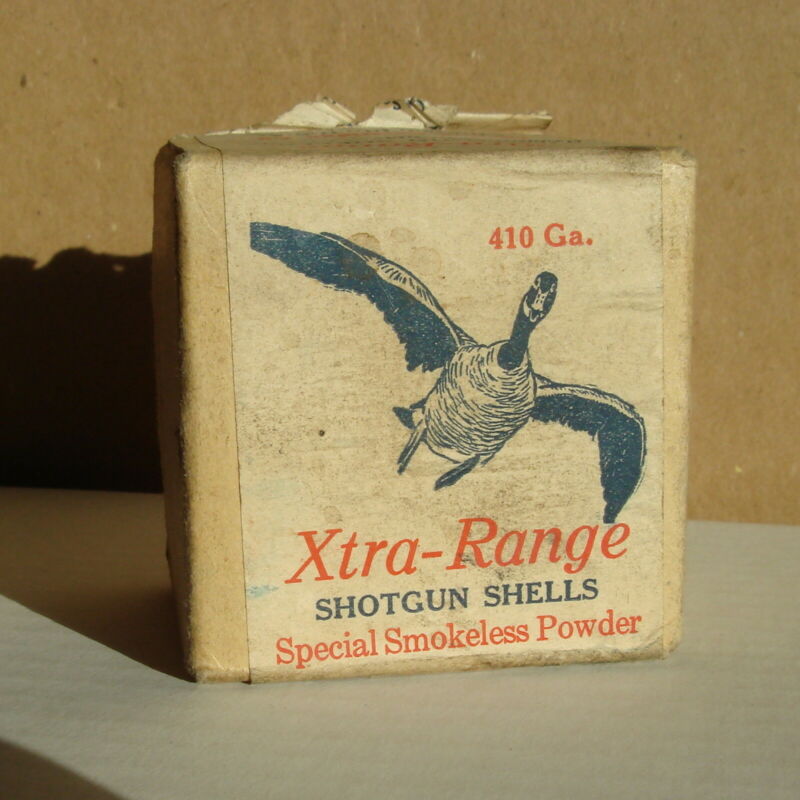 410 Ga.
Xtra-Range
SHOTGUN SHELLS
Special Smokeless Powder